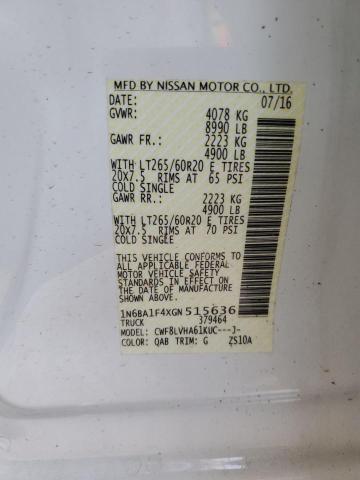 MFD BY NISSAN MOTOR CO., LTD.
DATE: 07/16
GVWR: 4078 KG
8990 LB
GAWR FR.: 2223 KG
4900 LB
WITH LT265/60R20 E TIRES
20X7.5 RIMS AT 65 PSI
COLD SINGLE
GAWR RR.: 2223 KG
4900 LB
WITH LT265/60R20 E TIRES
20X7.5 RIMS AT 70 PSI
COLD SINGLE
THIS VEHICLE CONFORMS TO
ALL APPLICABLE FEDERAL
MOTOR VEHICLE SAFETY
STANDARDS IN EFFECT ON THE
DATE OF MANUFACTURE SHOWN
ABOVE.
1N6BA1F4XGN515636
TRUCK 379464
MODEL: CWF8LVHA61KUC---J-
COLOR: QAB TRIM: G ZS10A